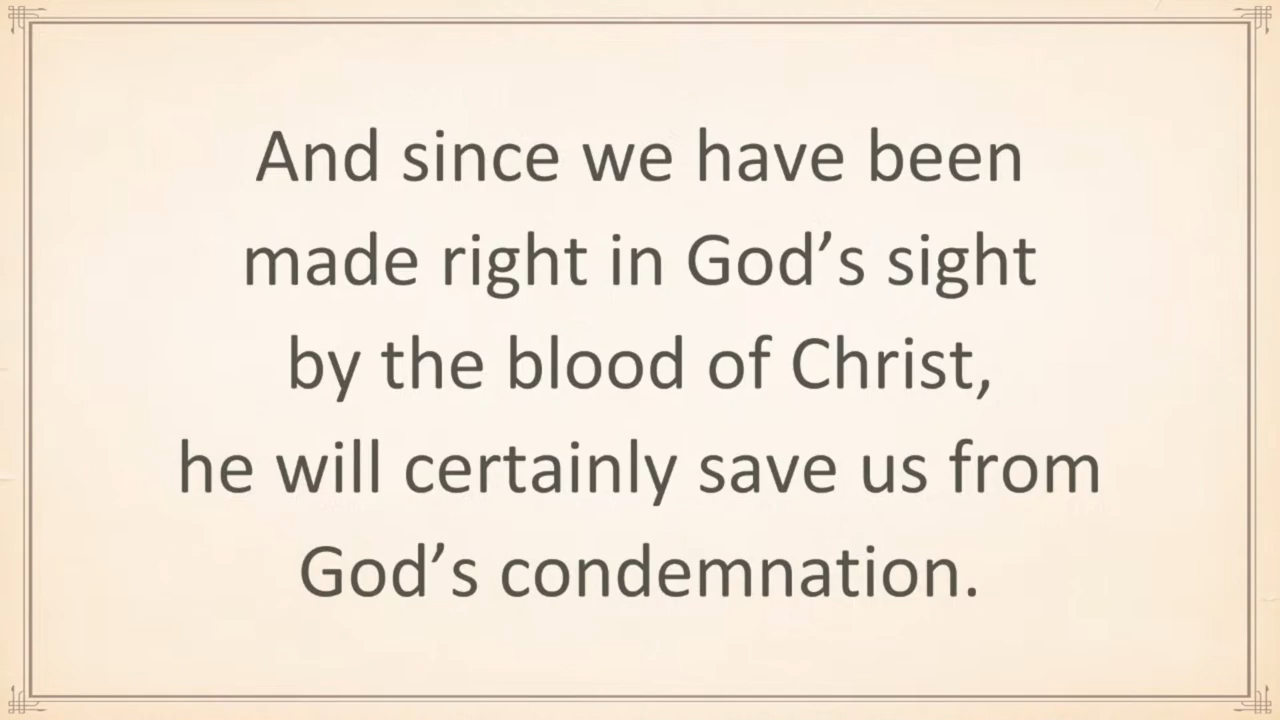 And since we have been
made right in God’s sight
by the blood of Christ,
he will certainly save us from
God’s condemnation.